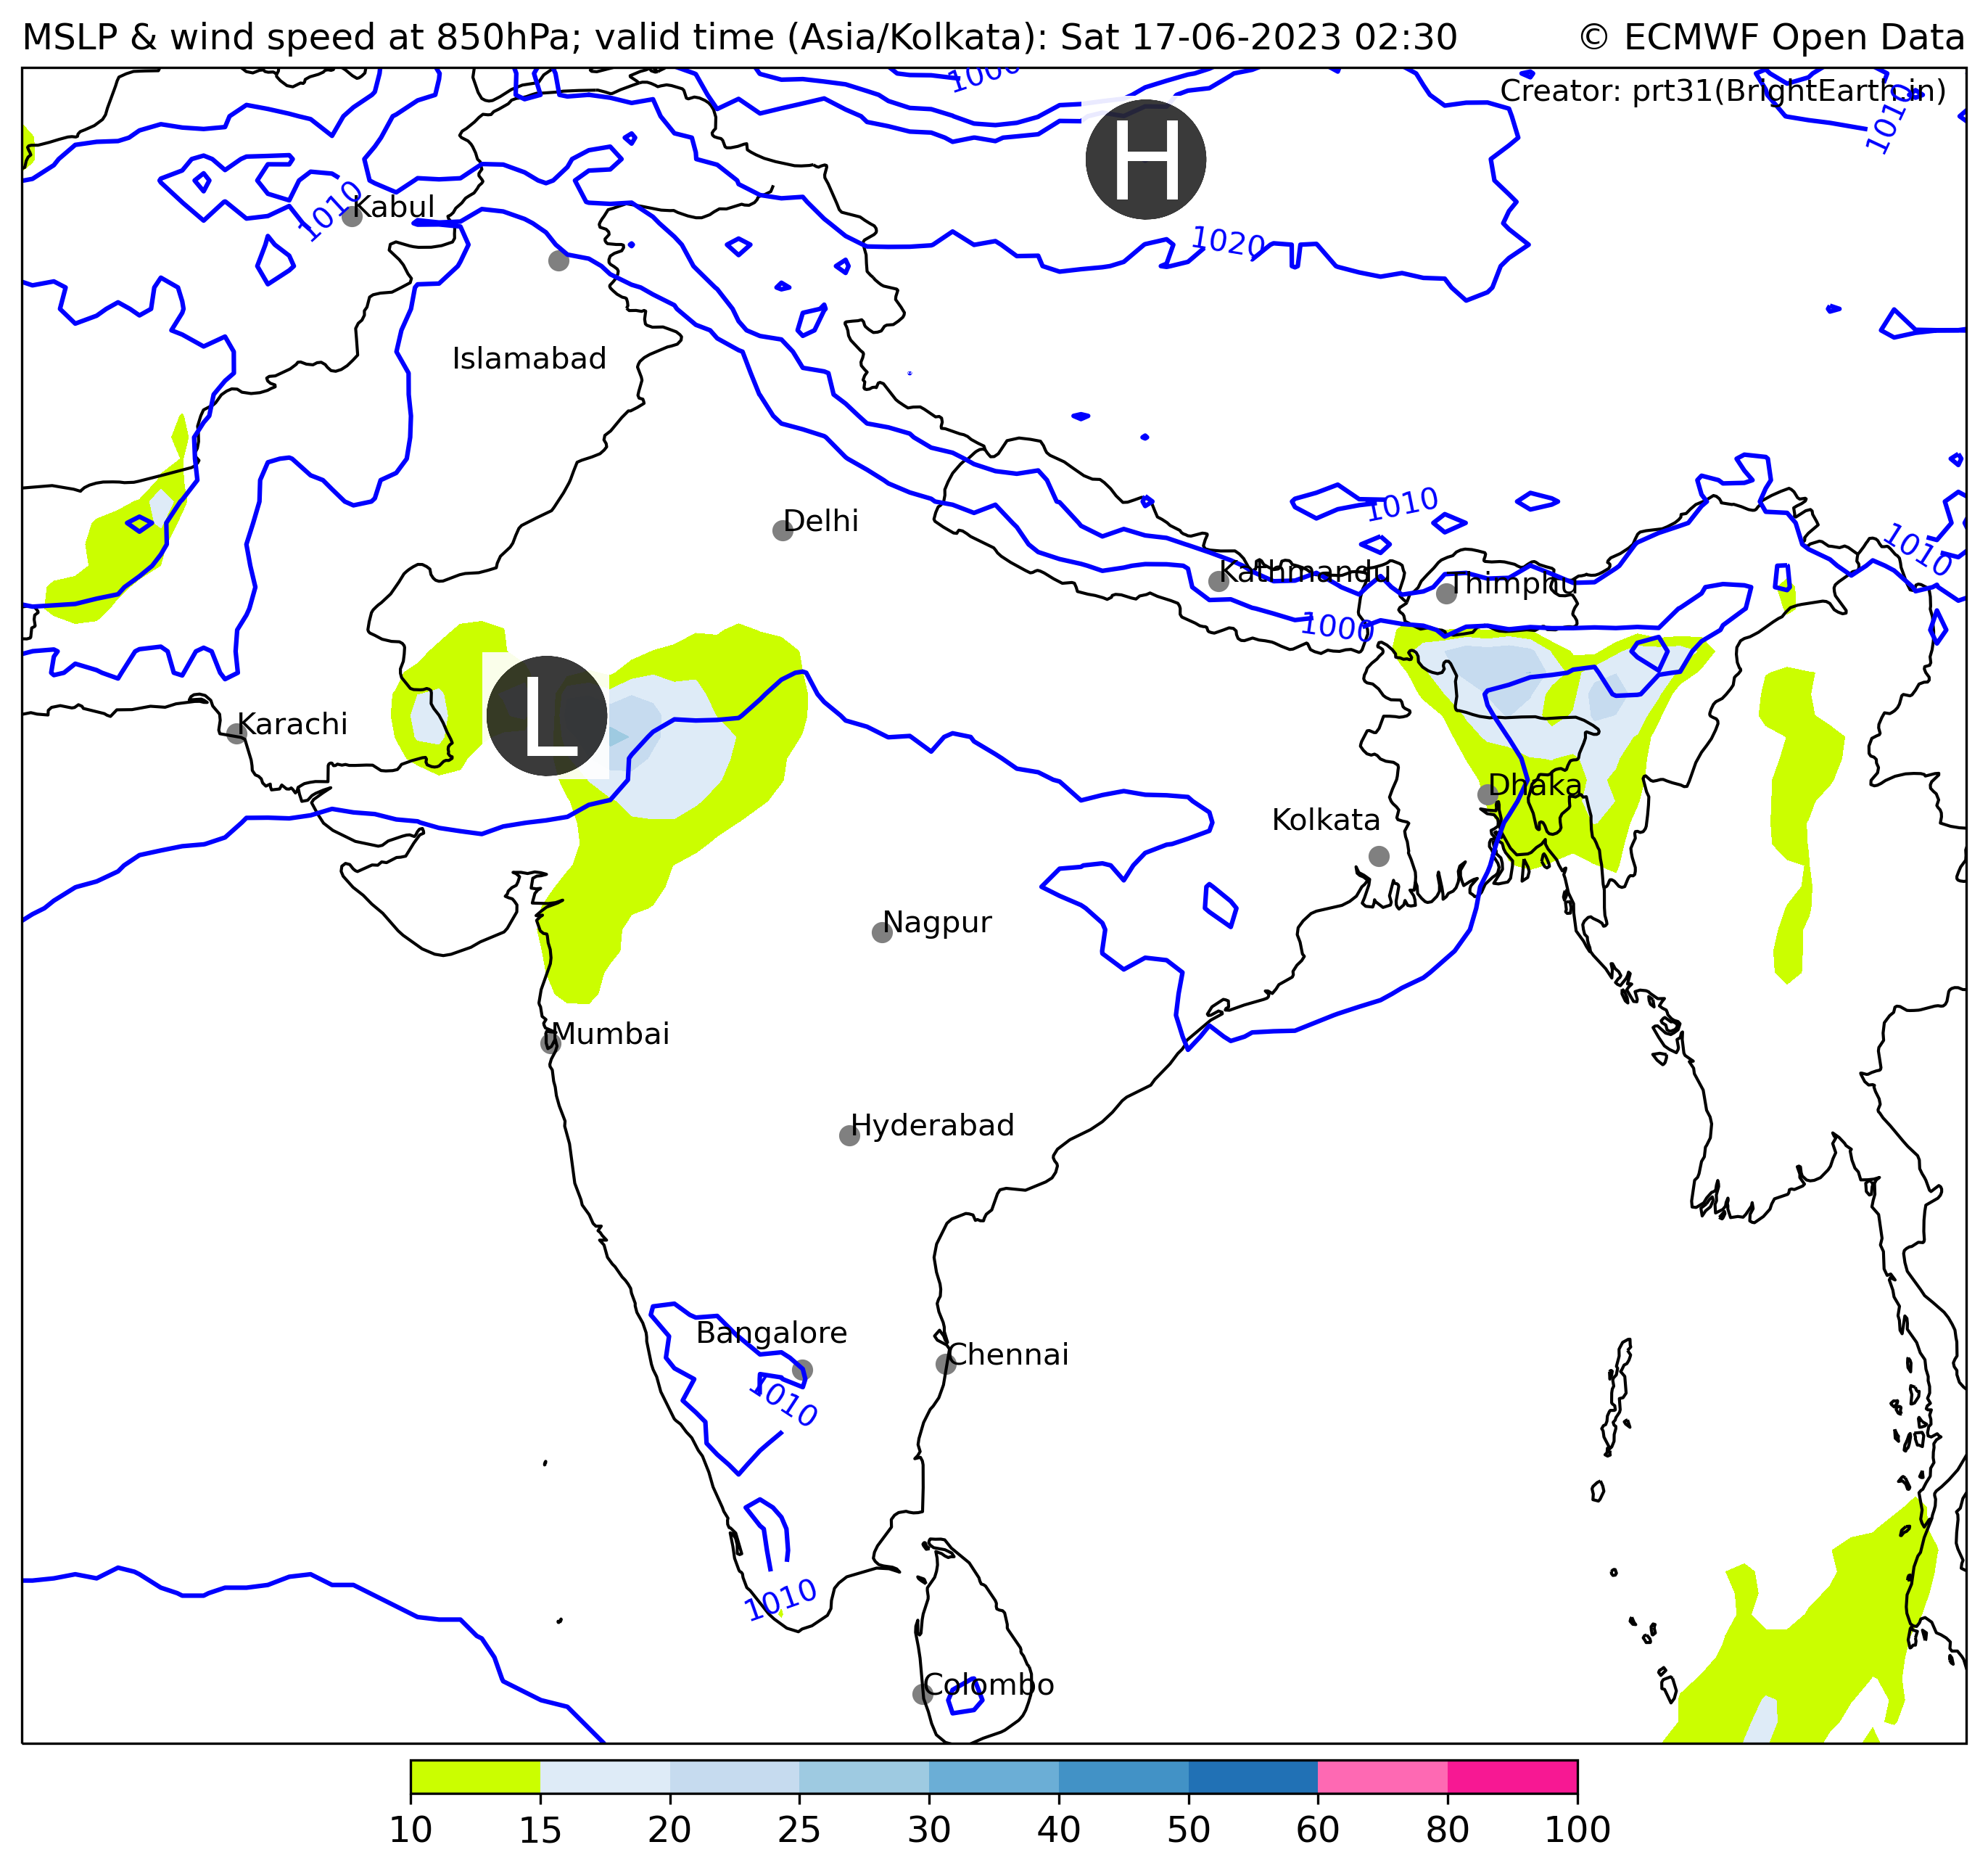 MSLP & wind speed at 850hPa; valid time (Asia/Kolkata): Sat 17-06-2023 02:30
© ECMWF Open Data
1000
Creator: prt31(BrightEarth.in)
1010
H
1010
Kabul
1020
Islamabad
1010
Delhi
1010
Kathmandu
Thimphu
1000
L
Karachi
Dhaka
Kolkata
Nagpur
Mumbai
Hyderabad
Bangalore
Chennai
1010
1010
Colombo
10 15 20 25 30 40 50 60 80 100